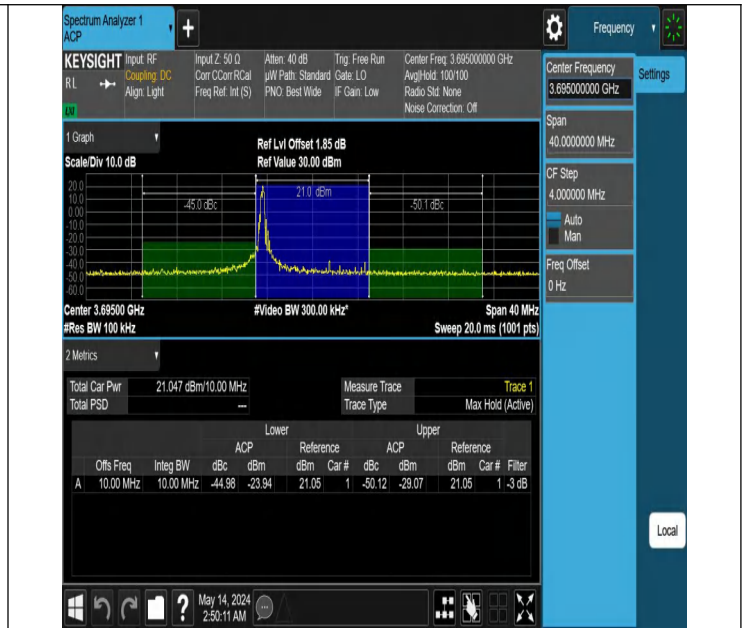 Spectrum Analyzer 1
ACP
Frequency
KEYSIGHT
RL
LXI
Input: RF
Coupling: DC
Align: Light
Input Z: 50 Ω
Corr CCorr RCal
Freq Ref: Int (S)
Atten: 40 dB
µW Path: Standard
PNO: Best Wide
Trig: Free Run
Gate: LO
IF Gain: Low
Center Freq: 3.695000000 GHz
Avg|Hold: 100/100
Radio Std: None
Noise Correction: Off
Center Frequency
3.695000000 GHz
Settings
Span
40.0000000 MHz
CF Step
4.000000 MHz
Auto
Man
Freq Offset
0 Hz
Local
1 Graph
Scale/Div 10.0 dB
Ref Lvl Offset 1.85 dB
Ref Value 30.00 dBm
20.0
10.0
0.00
-10.0
-20.0
-30.0
-40.0
-50.0
-60.0
-45.0 dBc
21.0 dBm
-50.1 dBc
Center 3.69500 GHz
#Video BW 300.00 kHz*
Span 40 MHz
#Res BW 100 kHz
Sweep 20.0 ms (1001 pts)
2 Metrics
Total Car Pwr 21.047 dBm/10.00 MHz
Total PSD ---
Measure Trace Trace 1
Trace Type Max Hold (Active)
Lower Upper
ACP Reference ACP Reference
Offs Freq Integ BW dBc dBm dBm Car # dBc dBm dBm Car # Filter
A 10.00 MHz 10.00 MHz -44.98 -23.94 21.05 1 -50.12 -29.07 21.05 1 -3 dB
?
May 14, 2024
2:50:11 AM